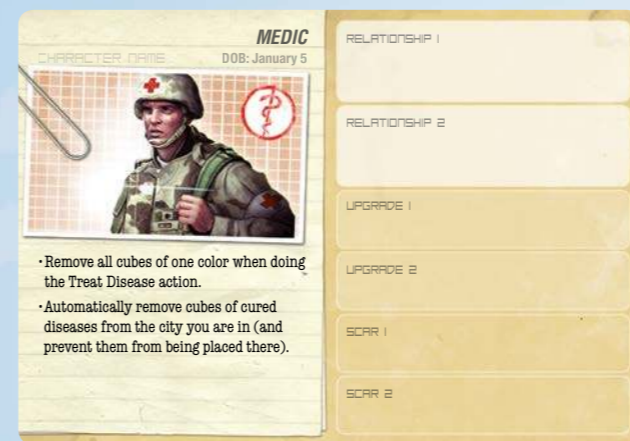 MEDIC
CHARACTER NAME
DOB: January 5
• Remove all cubes of one color when doing
the Treat Disease action.
• Automatically remove cubes of cured
diseases from the city you are in (and
prevent them from being placed there).
RELATIONSHIP 1
RELATIONSHIP 2
UPGRADE 1
UPGRADE 2
SCAR 1
SCAR 2